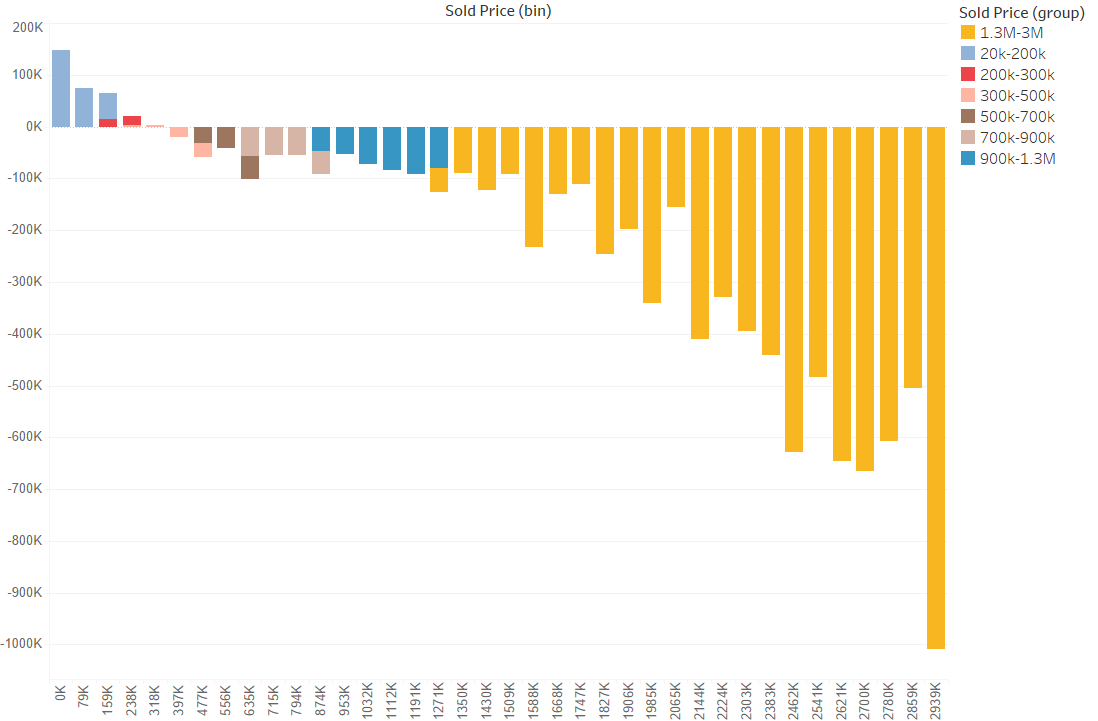 Sold Price (bin)
Sold Price (group)
1.3M-3M
20k-200k
200k-300k
300k-500k
500k-700k
700k-900k
900k-1.3M
200K
100K
0K
-100K
-200K
-300K
-400K
-500K
-600K
-700K
-800K
-900K
-1000K
0K
79K
159K
238K
318K
397K
477K
556K
635K
715K
794K
874K
953K
1032K
1112K
1191K
1271K
1350K
1430K
1509K
1588K
1668K
1747K
1827K
1906K
1985K
2065K
2144K
2224K
2303K
2383K
2462K
2541K
2621K
2700K
2780K
2859K
2939K